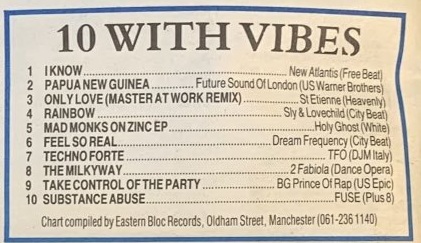 10 WITH VIBES
1 I KNOW................New Atlantis (Free Beat)
2 PAPUA NEW GUINEA................Future Sound Of London (US Warner Brothers)
3 ONLY LOVE (MASTER AT WORK REMIX)................St Etienne (Heavenly)
4 RAINBOW................Sly & Lovechild (City Beat)
5 MAD MONKS ON ZINC EP................Holy Ghost (White)
6 FEEL SO REAL................Dream Frequency (City Beat)
7 TECHNO FORTE................TFO (DJM Italy)
8 THE MILKYWAY................2 Fabiola (Dance Opera)
9 TAKE CONTROL OF THE PARTY................BG Prince Of Rap (US Epic)
10 SUBSTANCE ABUSE................FUSE (Plus 8)
Chart compiled by Eastern Bloc Records, Oldham Street, Manchester (061-236 1140)